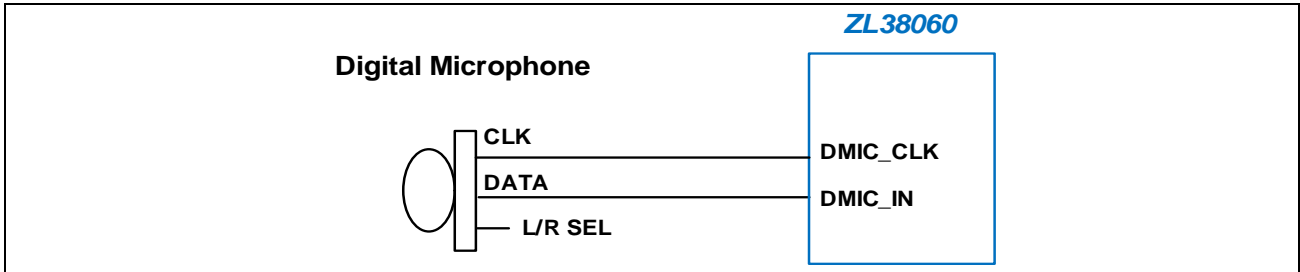 ZL38060
Digital Microphone
CLK
DMIC_CLK
DATA
DMIC_IN
L/R SEL